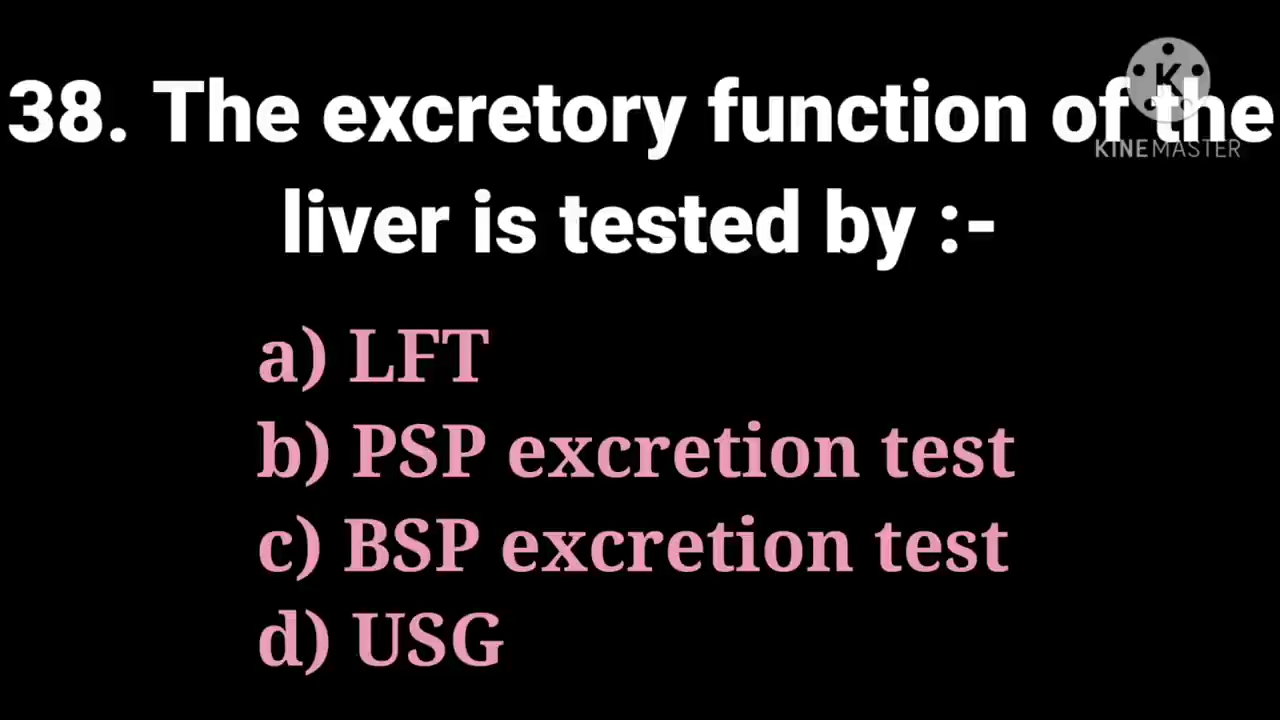 38. The excretory function of the
KINEMASTER
liver is tested by :-
a) LFT
b) PSP excretion test
c) BSP excretion test
d) USG